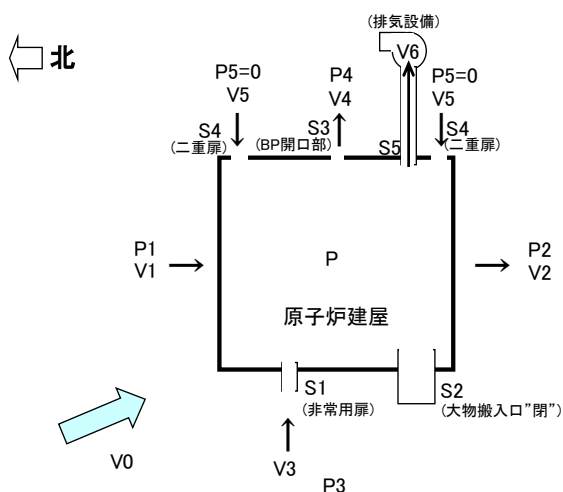 北
(排気設備)
V6
P5=0
V5
P4
V4
P5=0
V5
S4
(二重扉)
S3
(BP開口部)
S5
S4
(二重扉)
P1
V1
P
P2
V2
原子炉建屋
S1
(非常用扉)
S2
(大物搬入口”閉”)
V0
V3
P3